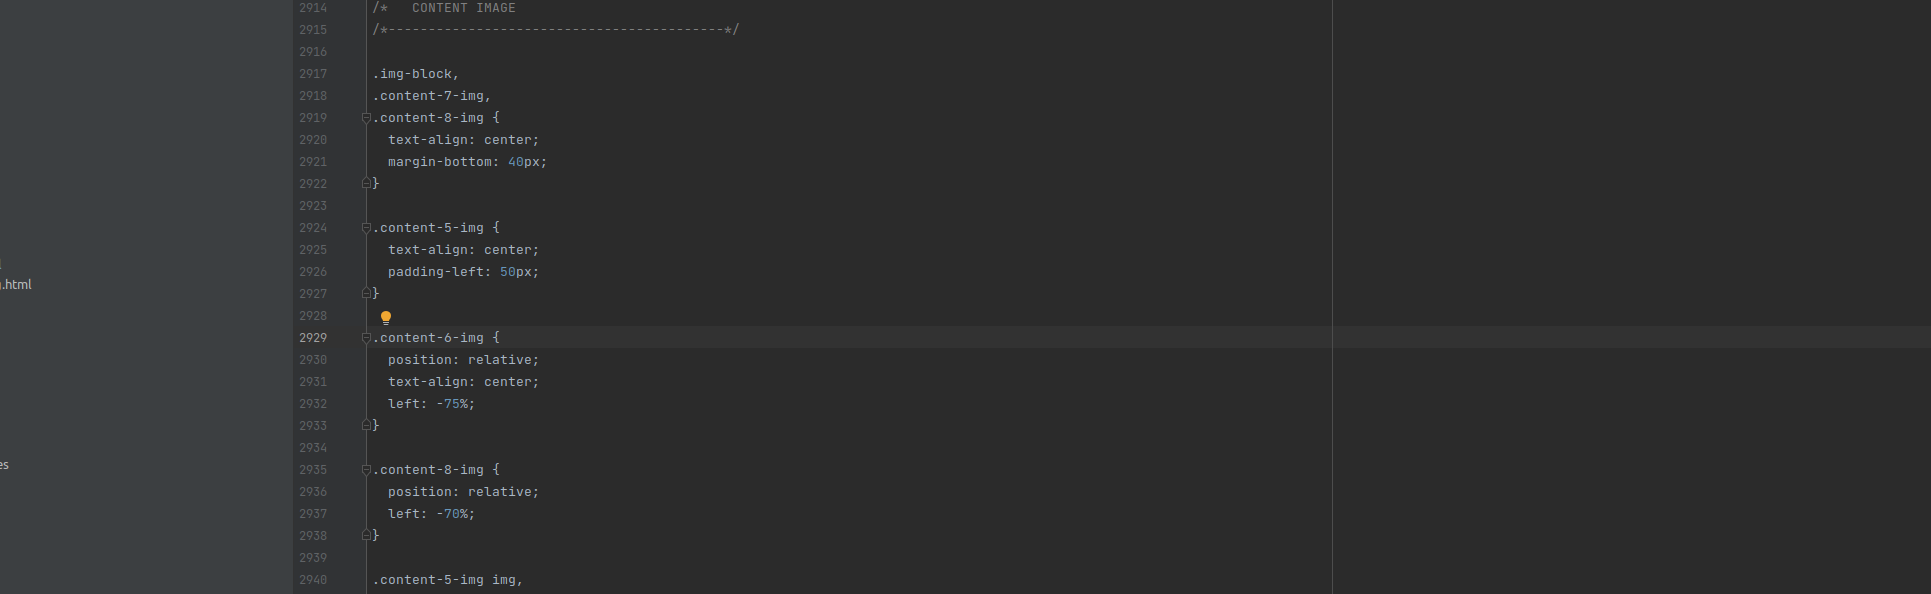 2914 /*   CONTENT IMAGE
2915 /*------------------------------------------*/
2916
2917 .img-block,
2918 .content-7-img,
2919 .content-8-img {
2920   text-align: center;
2921   margin-bottom: 40px;
2922 }
2923
2924 .content-5-img {
2925   text-align: center;
2926   padding-left: 50px;
2927 }
2928
2929 .content-6-img {
2930   position: relative;
2931   text-align: center;
2932   left: -75%;
2933 }
2934
2935 .content-8-img {
2936   position: relative;
2937   left: -70%;
2938 }
2939
2940 .content-5-img img,
.html
es